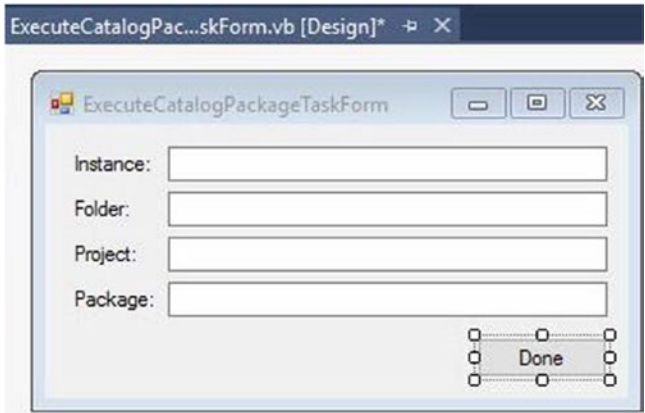 ExecuteCatalogPac...skForm.vb [Design]*
ExecuteCatalogPackageTaskForm
Instance:
Folder:
Project:
Package:
Done